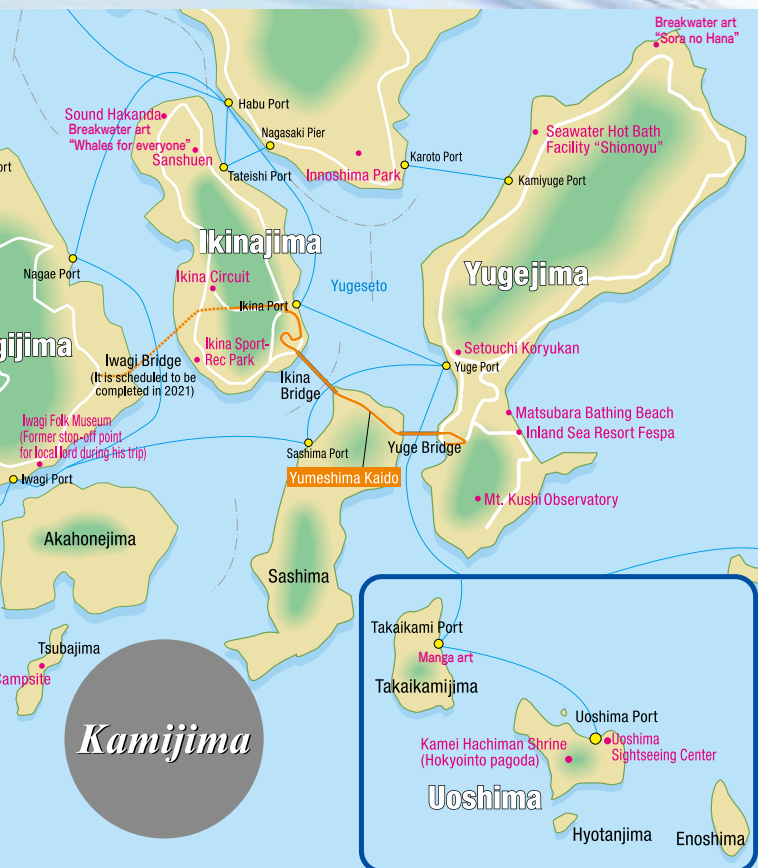 Breakwater art
“Sora no Hana”
Habu Port
Sound Hakanda
Breakwater art
“Whales for everyone”
Sanshuen
Nagasaki Pier
Tateishi Port
Innoshima Park
Karoto Port
Seawater Hot Bath
Facility “Shionoyu”
Kamiyuge Port
ort
Ikinajima
Yugejima
Nagae Port
Ikina Circuit
Yugeseto
Ikina Port
gijima
Iwagi Bridge
(It is scheduled to be
completed in 2021)
Ikina Sport-
Rec Park
Ikina
Bridge
Setouchi Koryukan
Yuge Port
Iwagi Folk Museum
(Former stop-off point
for local lord during his trip)
Iwagi Port
Sashima Port
Yuge Bridge
Matsubara Bathing Beach
Inland Sea Resort Fespa
Yumeshima Kaido
Mt. Kushi Observatory
Akahonejima
Sashima
Tsubajima
Campsite
Kamijima
Takaikami Port
Manga art
Takaikamijima
Uoshima Port
Kamei Hachiman Shrine
(Hokyointo pagoda)
Uoshima
Sightseeing Center
Uoshima
Hyotanjima
Enoshima